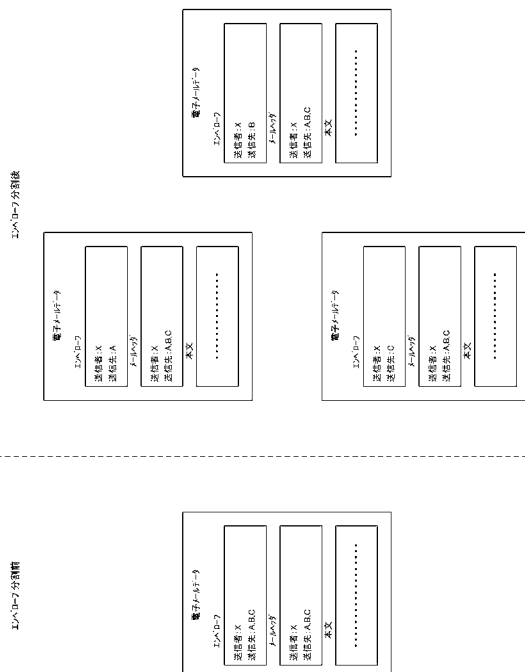 エンベロープ分割前
電子メールデータ
エンベロープ
送信者:X
送信先:A,B,C
メールヘッダ
送信者:X
送信先:A,B,C
本文
エンベロープ分割後
電子メールデータ
エンベロープ
送信者:X
送信先:A
メールヘッダ
送信者:X
送信先:A,B,C
本文
電子メールデータ
エンベロープ
送信者:X
送信先:B
メールヘッダ
送信者:X
送信先:A,B,C
本文
電子メールデータ
エンベロープ
送信者:X
送信先:C
メールヘッダ
送信者:X
送信先:A,B,C
本文